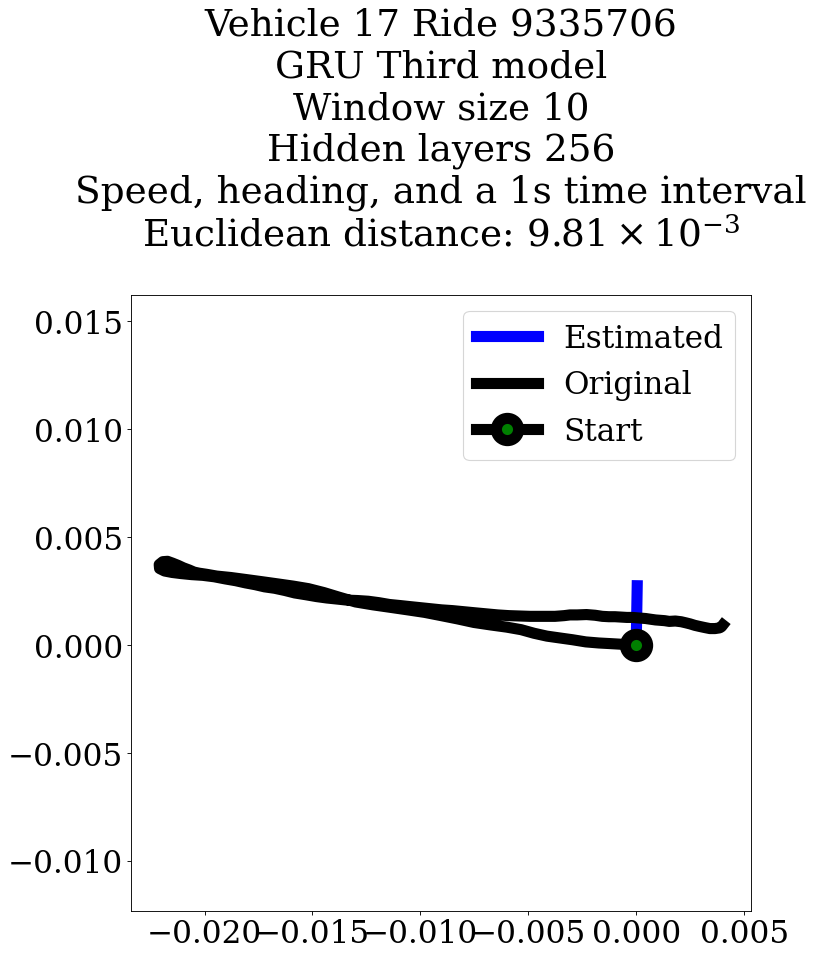 Vehicle 17 Ride 9335706
GRU Third model
Window size 10
Hidden layers 256
Speed, heading, and a 1s time interval
Euclidean distance: 9.81 × 10⁻³
Estimated
Original
Start
0.015
0.010
0.005
0.000
−0.005
−0.010
−0.020 −0.015 −0.010 −0.005 0.000 0.005